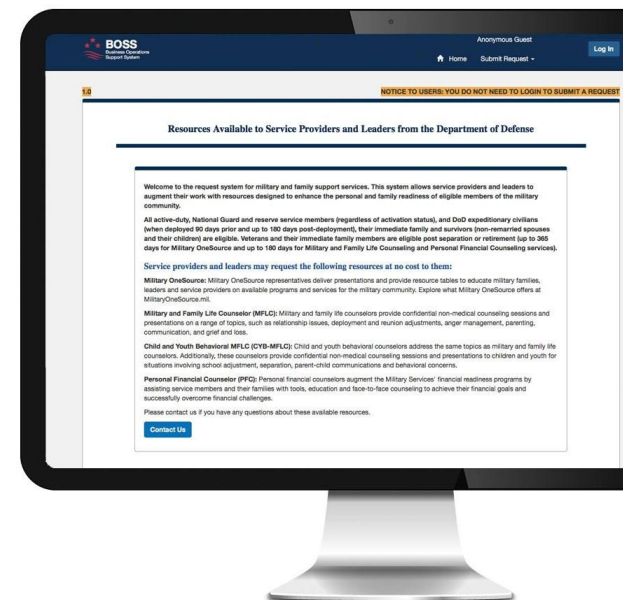 BOSS
Business Operations
Support System
Anonymous Guest
Home Submit Request
Log In
1.0 NOTICE TO USERS: YOU DO NOT NEED TO LOGIN TO SUBMIT A REQUEST
Resources Available to Service Providers and Leaders from the Department of Defense
Welcome to the request system for military and family support services. This system allows service providers and leaders to
augment their work with resources designed to enhance the personal and family readiness of eligible members of the military
community.
All active-duty, National Guard and reserve service members (regardless of activation status), and DoD expeditionary civilians
(when deployed 90 days prior and up to 180 days post-deployment), their immediate family and survivors (non-remarried spouses
and their children) are eligible. Veterans and their immediate family members are eligible post separation or retirement (up to 365
days for Military OneSource and up to 180 days for Military and Family Life Counseling and Personal Financial Counseling services).
Service providers and leaders may request the following resources at no cost to them:
Military OneSource: Military OneSource representatives deliver presentations and provide resource tables to educate military families,
leaders and service providers on available programs and services for the military community. Explore what Military OneSource offers at
MilitaryOneSource.mil.
Military and Family Life Counselor (MFLC): Military and family life counselors provide confidential non-medical counseling sessions and
presentations on a range of topics, such as relationship issues, deployment and reunion adjustments, anger management, parenting,
communication, and grief and loss.
Child and Youth Behavioral MFLC (CYB-MFLC): Child and youth behavioral counselors address the same topics as military and family life
counselors. Additionally, these counselors provide confidential non-medical counseling sessions and presentations to children and youth for
situations involving school adjustment, separation, parent-child communications and behavioral concerns.
Personal Financial Counselor (PFC): Personal financial counselors augment the Military Services' financial readiness programs by
assisting service members and their families with tools, education and face-to-face counseling to achieve their financial goals and
successfully overcome financial challenges.
Please contact us if you have any questions about these available resources.
Contact Us